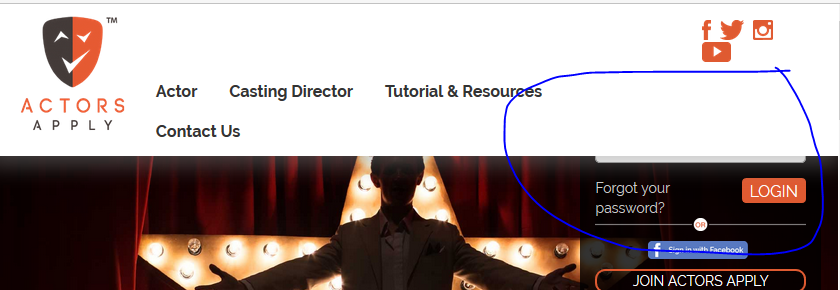 TM
ACTORS
APPLY
Actor Casting Director Tutorial & Resources
Contact Us
Forgot your
password?
LOGIN
OR
f Sign in with Facebook
JOIN ACTORS APPLY